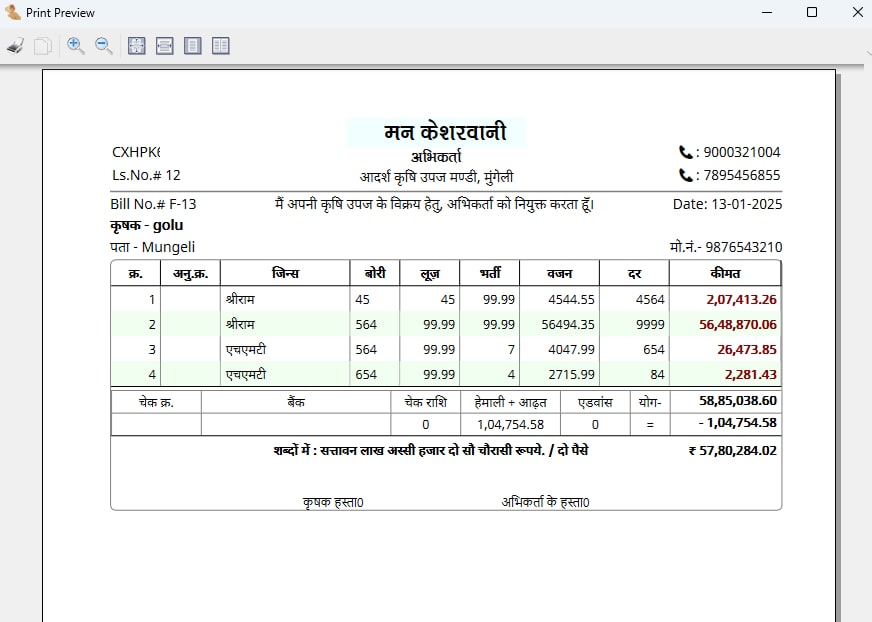 Print Preview
मन केशरवानी
CXHPK6
अभिकर्ता
: 9000321004
Ls.No.# 12
आदर्श कृषि उपज मण्डी, मुंगेली
: 7895456855
Bill No.# F-13 मैं अपनी कृषि उपज के विक्रय हेतु, अभिकर्ता को नियुक्त करता हूँ। Date: 13-01-2025
कृषक - golu
पता - Mungeli मो.नं.- 9876543210
क्र. अनु.क्र. जिन्स बोरी लूज़ भर्ती वजन दर कीमत
1 श्रीराम 45 45 99.99 4544.55 4564 2,07,413.26
2 श्रीराम 564 99.99 99.99 56494.35 9999 56,48,870.06
3 एचएमटी 564 99.99 7 4047.99 654 26,473.85
4 एचएमटी 654 99.99 4 2715.99 84 2,281.43
चेक क्र. बैंक चेक राशि हेमाली + आढ़त एडवांस योग- 58,85,038.60
0 1,04,754.58 0 = - 1,04,754.58
शब्दों में : सत्तावन लाख अस्सी हजार दो सौ चौरासी रूपये. / दो पैसे ₹ 57,80,284.02
कृषक हस्ता0 अभिकर्ता के हस्ता0